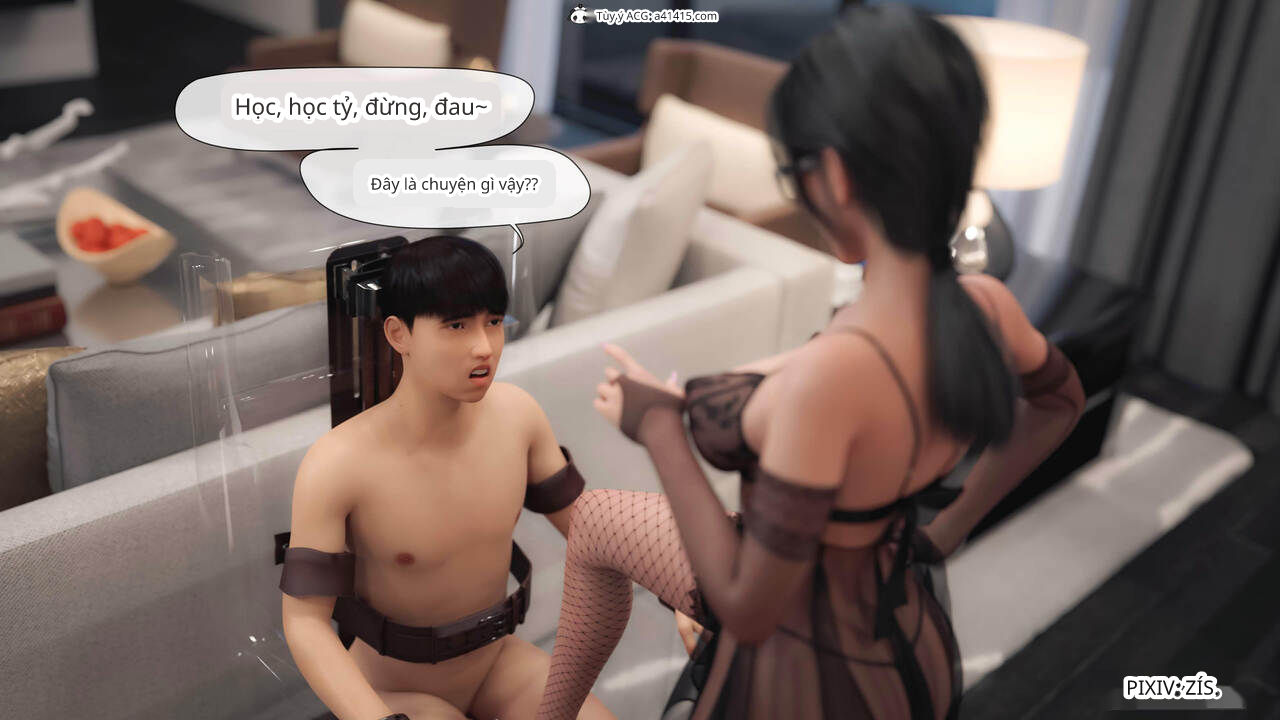 Tùy ý ACG: a41415.com
Học, học tỷ, đừng, đau~
Đây là chuyện gì vậy??
PIXIV: ZÍS.